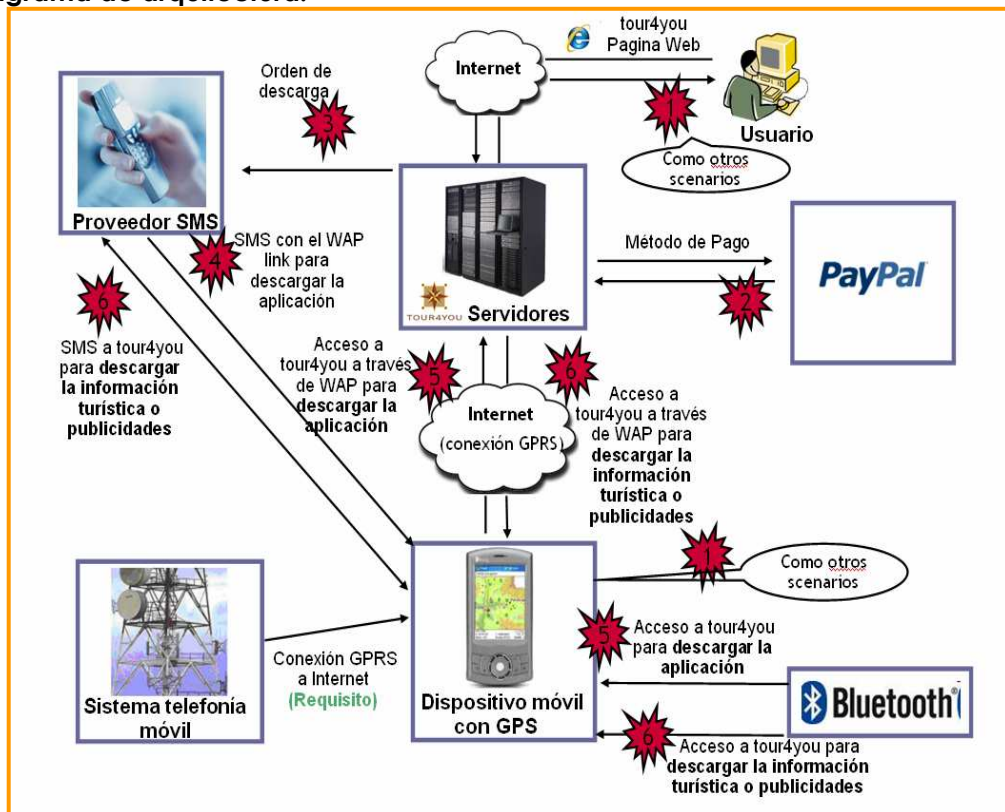 tour4you
Pagina Web
Internet
Orden de
descarga
3
1
Usuario
Como otros
scenarios
Proveedor SMS
4
SMS con el WAP
link para
descargar la
aplicación
TOUR4YOU Servidores
Método de Pago
2
PayPal
6
SMS a tour4you
para descargar
la información
turística o
publicidades
Acceso a
tour4you a través
de WAP para
descargar la
aplicación
5
6
Internet
(conexión GPRS)
Acceso a
tour4you a través
de WAP para
descargar la
información
turística o
publicidades
1
Como otros
scenarios
Sistema telefonía
móvil
Conexión GPRS
a Internet
(Requisito)
Dispositivo móvil
con GPS
5
Acceso a tour4you
para descargar la
aplicación
Bluetooth
6
Acceso a tour4you para
descargar la información
turística o publicidades